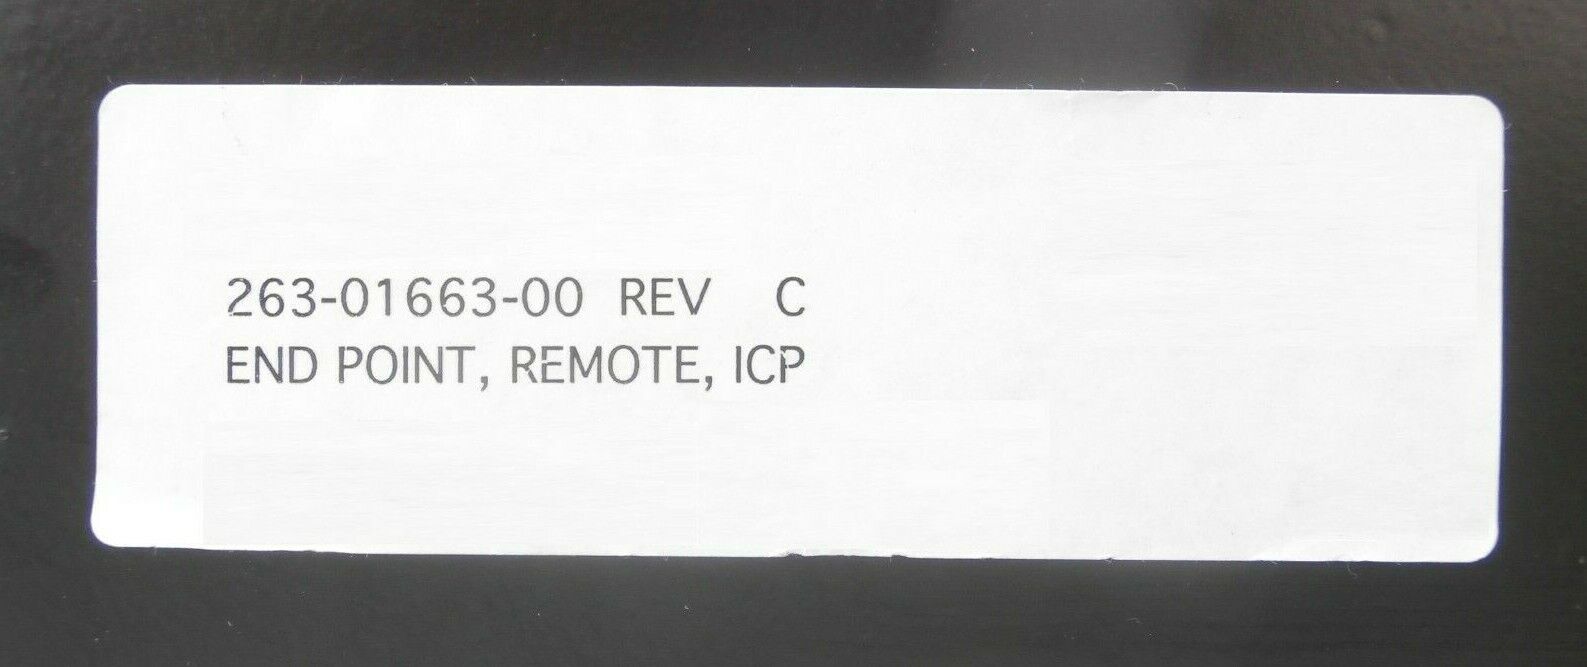 263-01663-00 REV C
END POINT, REMOTE, ICP